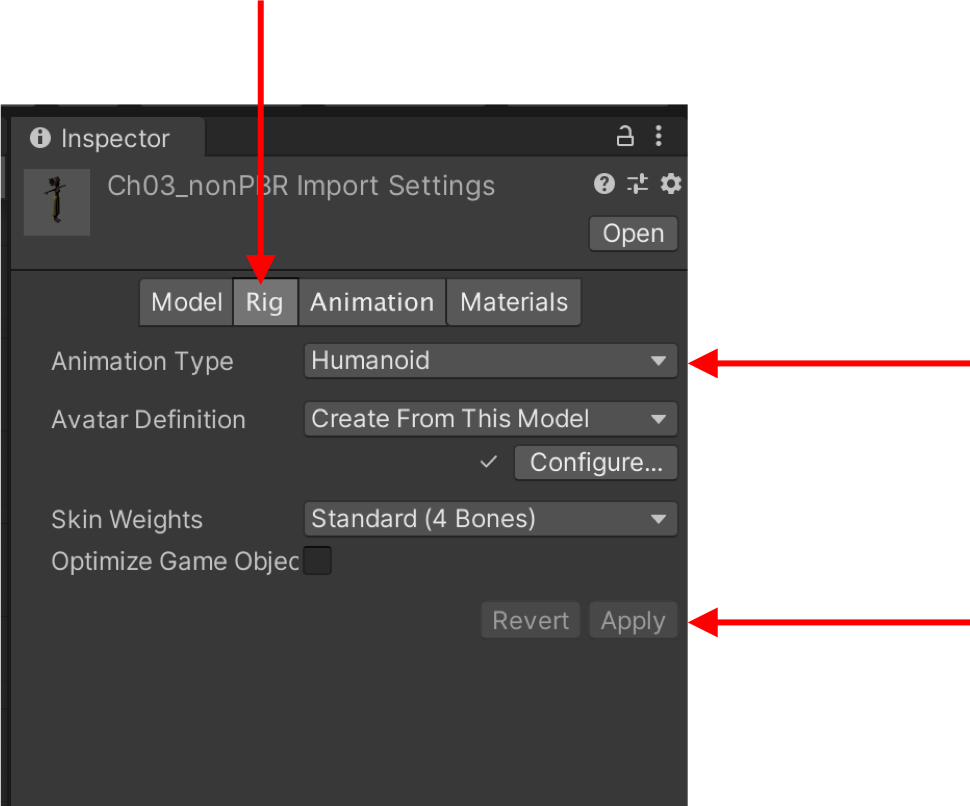 Inspector
Ch03_nonPBR Import Settings
Open
Model Rig Animation Materials
Animation Type Humanoid
Avatar Definition Create From This Model
Configure...
Skin Weights Standard (4 Bones)
Optimize Game Objec
Revert Apply